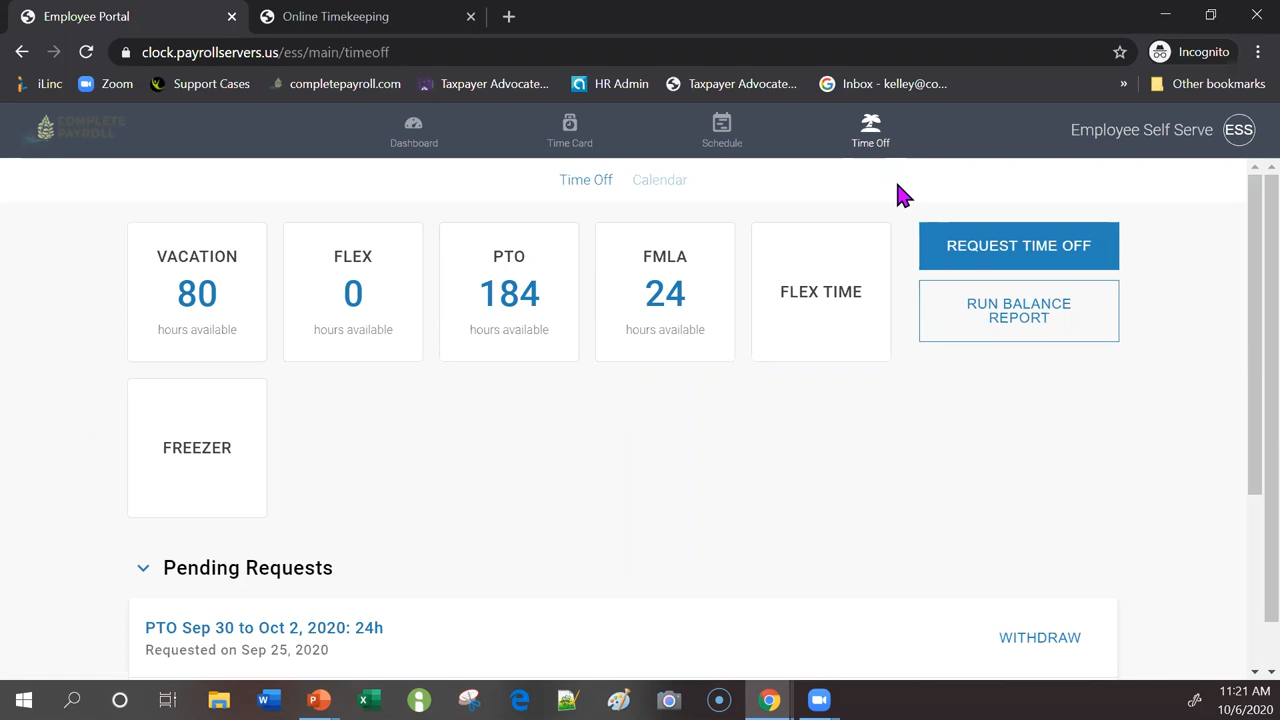 Employee Portal
Online Timekeeping
clock.payrollservers.us/ess/main/timeoff
Incognito
iLinc
Zoom
Support Cases
completepayroll.com
Taxpayer Advocate...
HR Admin
Taxpayer Advocate...
Inbox - kelley@co...
»
Other bookmarks
COMPLETE
PAYROLL
Dashboard
Time Card
Schedule
Time Off
Employee Self Serve
ESS
Time Off
Calendar
VACATION
80
hours available
FLEX
0
hours available
PTO
184
hours available
FMLA
24
hours available
FLEX TIME
REQUEST TIME OFF
RUN BALANCE
REPORT
FREEZER
Pending Requests
PTO Sep 30 to Oct 2, 2020: 24h
Requested on Sep 25, 2020
WITHDRAW
11:21 AM
10/6/2020